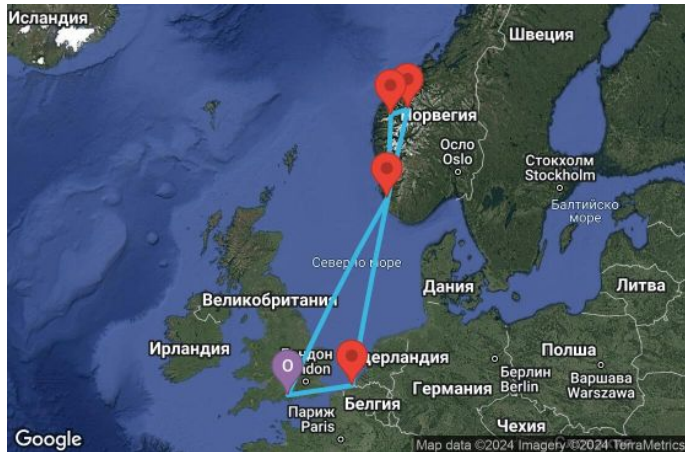 Исландия
Швеция
Норвегия
Осло
Oslo
Стокхолм
Stockholm
Балтийско
море
Северно море
Дания
Литва
Великобритания
Ирландия
O
London
Полша
Берлин
Berlin
Варшава
Warszawa
Германия
Белгия
Париж
Paris
Чехия
Google
Map data ©2024 Imagery ©2024 TerraMetrics